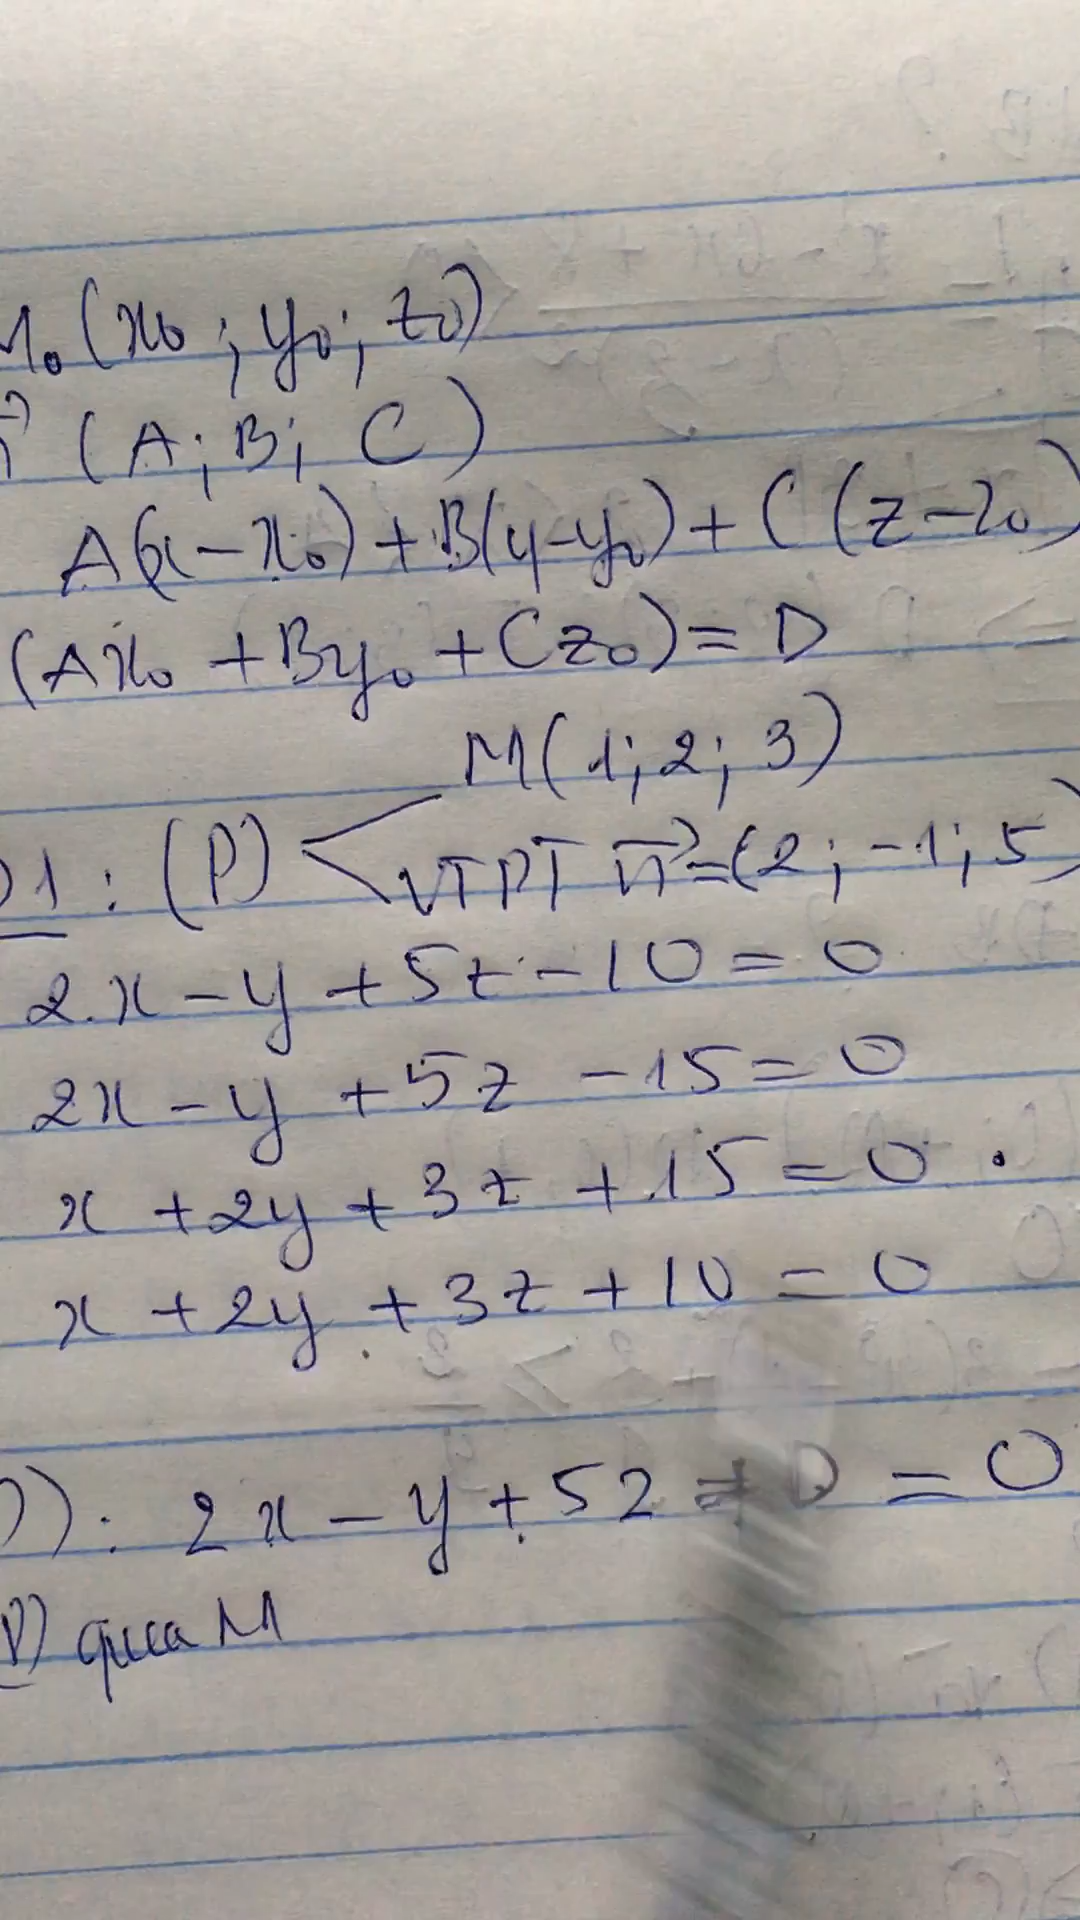 M₀ (x₀ ; y₀ ; z₀)
(A ; B ; C)
A(x - x₀) + B(y - y₀) + C(z - z₀)
(Ax₀ + By₀ + Cz₀) = D
M(1 ; 2 ; 3)
1 : (P) < VTPT n⃗ = (2 ; -1 ; 5)
2.x - y + 5z - 10 = 0
2x - y + 5z - 15 = 0
x + 2y + 3z + 15 = 0
x + 2y + 3z + 10 = 0
) : 2x - y + 5z + D = 0
) qua M